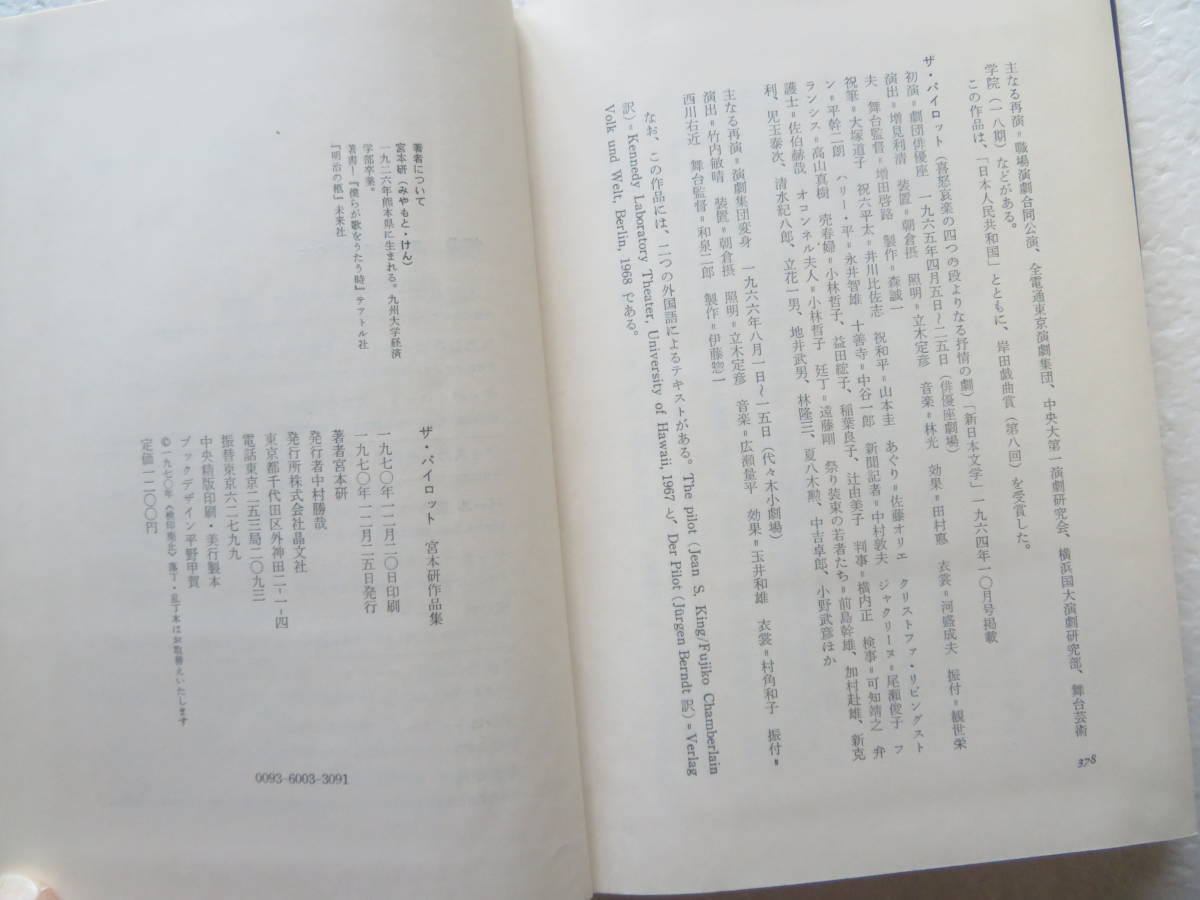 主なる再演=職場演劇合同公演、全電通東京演劇集団、中央大第一演劇研究会、横浜国大演劇研究部、舞台芸術
学院(一八期)などがある。
この作品は、「日本人民共和国」とともに、岸田戯曲賞(第八回)を受賞した。
ザ・パイロット(喜怒哀楽の四つの段よりなる抒情の劇)「新日本文学」一九六四年一〇月号掲載
初演=劇団俳優座 一九六五年四月五日〜二五日(俳優座劇場)
演出=増見利清 装置=朝倉摂 照明=立木定彦 音楽=林光 効果=田村悳 衣裳=河盛成夫 振付=観世栄
夫 舞台監督=増田啓路 製作=森誠一
祝筆=大塚道子 祝六平太=井川比佐志 祝和平=山本圭 あぐり=佐藤オリエ クリストファ・リビングスト
ン=平幹二朗 ハリー・平=永井智雄 十善寺=中谷一郎 新聞記者=中村敦夫 ジャクリーヌ=尾瀬俊子 フ
ランシス=高山真樹 売春婦=小林哲子、益田絃子、稲葉良子、辻由美子 判事=横内正 検事=可知靖之 弁
護士=佐伯赫哉 オコンネル夫人=小林哲子 廷丁=遠藤剛 祭り装束の若者たち=前島幹雄、加村赴雄、新克
利、児玉泰次、清水紀八郎、立花一男、地井武男、林隆三、夏八木勲、中吉卓郎、小野武彦ほか
主なる再演=演劇集団変身 一九六六年八月一日〜一五日(代々木小劇場)
演出=竹内敏晴 装置=朝倉摂 照明=立木定彦 音楽=広瀬量平 効果=玉井和雄 衣裳=村角和子 振付=
西川右近 舞台監督=和泉二郎 製作=伊藤惣一
なお、この作品には、二つの外国語によるテキストがある。The pilot (Jean S. King/Fujiko Chamberlain
訳)=Kennedy Laboratory Theater, University of Hawaii, 1967 と、Der Pilot (Jürgen Berndt 訳)=Verlag
Volk und Welt, Berlin, 1968 である。
378
著者について
宮本研(みやもと・けん)
一九二六年熊本県に生まれる。九州大学経済
学部卒業。
著書―『僕らが歌をうたう時』テアトル社
『明治の柩』未来社
ザ・パイロット 宮本研作品集
一九七〇年一二月二〇日印刷
一九七〇年一二月二五日発行
著者宮本研
発行者中村勝哉
発行所株式会社晶文社
東京都千代田区外神田二-一-四
電話東京二五三局二〇九三
振替東京六二七九九
中央精版印刷・美行製本
ブックデザイン平野甲賀
©一九七〇年〈検印廃止〉落丁・乱丁本はお取替えいたします
定価一二〇〇円
0093-6003-3091